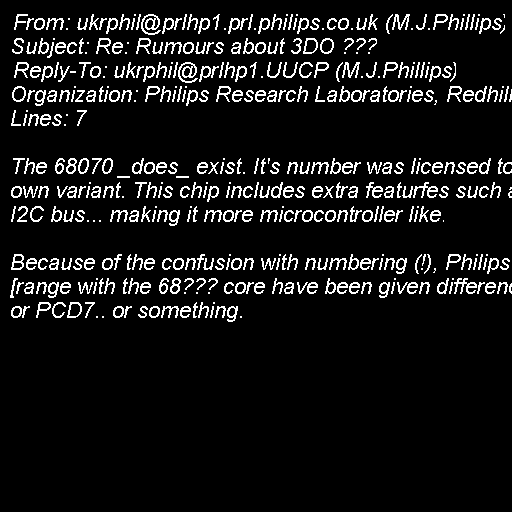 From: ukrphil@prlhp1.prl.philips.co.uk (M.J.Phillips)
Subject: Re: Rumours about 3DO ???
Reply-To: ukrphil@prlhp1.UUCP (M.J.Phillips)
Organization: Philips Research Laboratories, Redhill
Lines: 7

The 68070 _does_ exist. It's number was licensed to
own variant. This chip includes extra featurfes such a
I2C bus... making it more microcontroller like.

Because of the confusion with numbering (!), Philips
[range with the 68??? core have been given differenc
or PCD7.. or something.